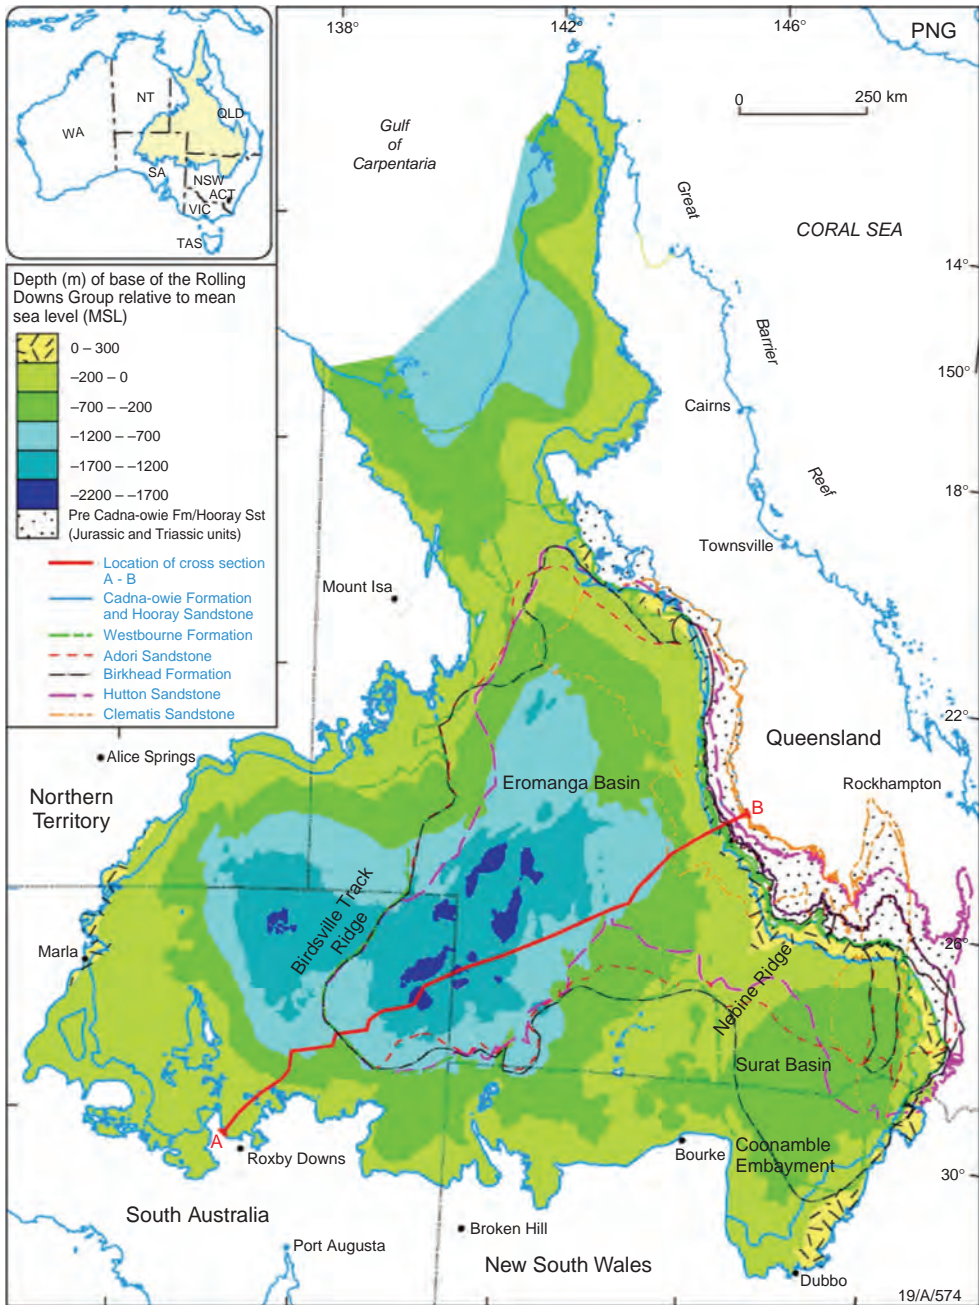 138°
142°
146°
PNG
0
250 km
NT
QLD
WA
SA
NSW
ACT
VIC
TAS
Gulf
of
Carpentaria
Great
Barrier
Reef
CORAL SEA
14°
150°
18°
22°
26°
30°
Depth (m) of base of the Rolling
Downs Group relative to mean
sea level (MSL)
0 – 300
–200 – 0
–700 – –200
–1200 – –700
–1700 – –1200
–2200 – –1700
Pre Cadna-owie Fm/Hooray Sst
(Jurassic and Triassic units)
Location of cross section
A - B
Cadna-owie Formation
and Hooray Sandstone
Westbourne Formation
Adori Sandstone
Birkhead Formation
Hutton Sandstone
Clematis Sandstone
Cairns
Townsville
Mount Isa
Alice Springs
Northern
Territory
Queensland
Rockhampton
Eromanga Basin
B
Birdsville Track
Ridge
Marla
Nebine Ridge
Surat Basin
A
Roxby Downs
Bourke
Coonamble
Embayment
South Australia
Broken Hill
Port Augusta
New South Wales
Dubbo
19/A/574